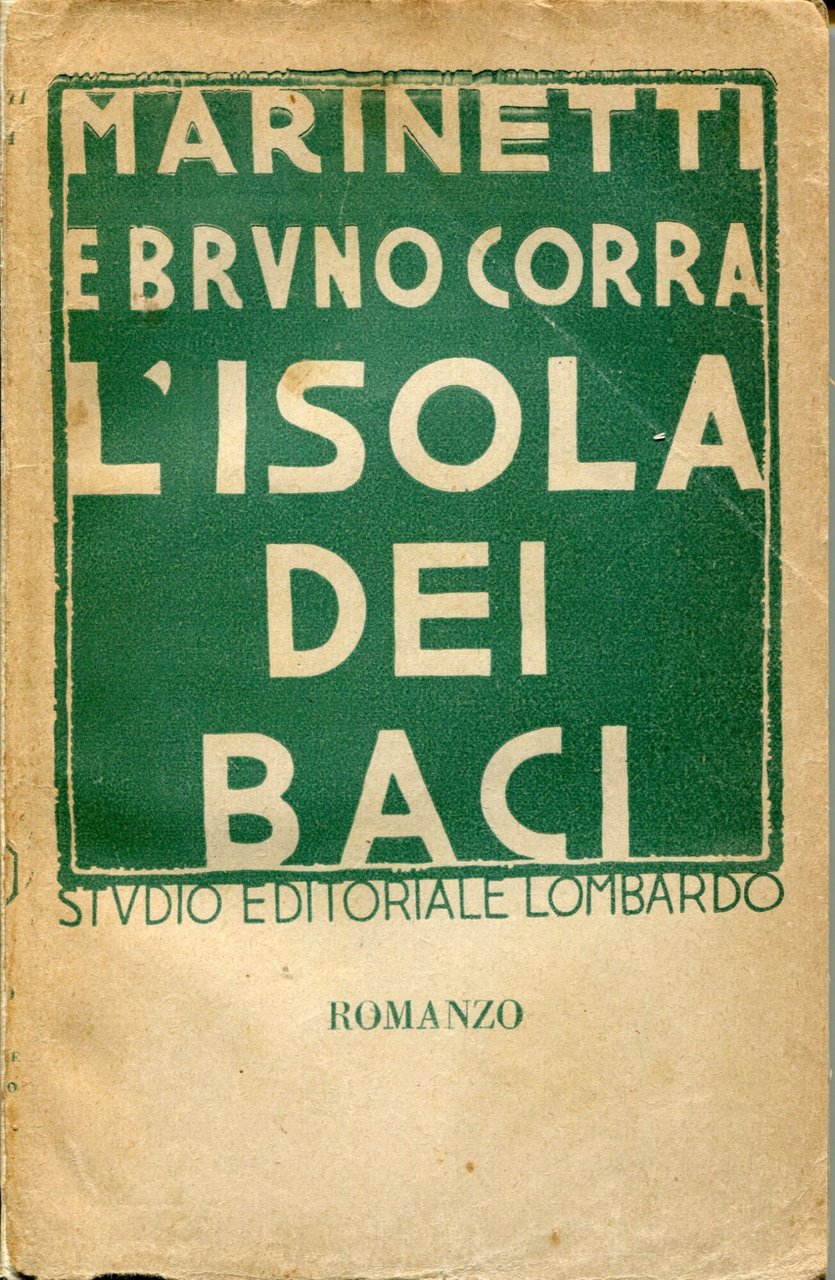 MARINETTI
E BRVNO CORRA
L'ISOLA
DEI
BACI
STVDIO EDITORIALE LOMBARDO
ROMANZO